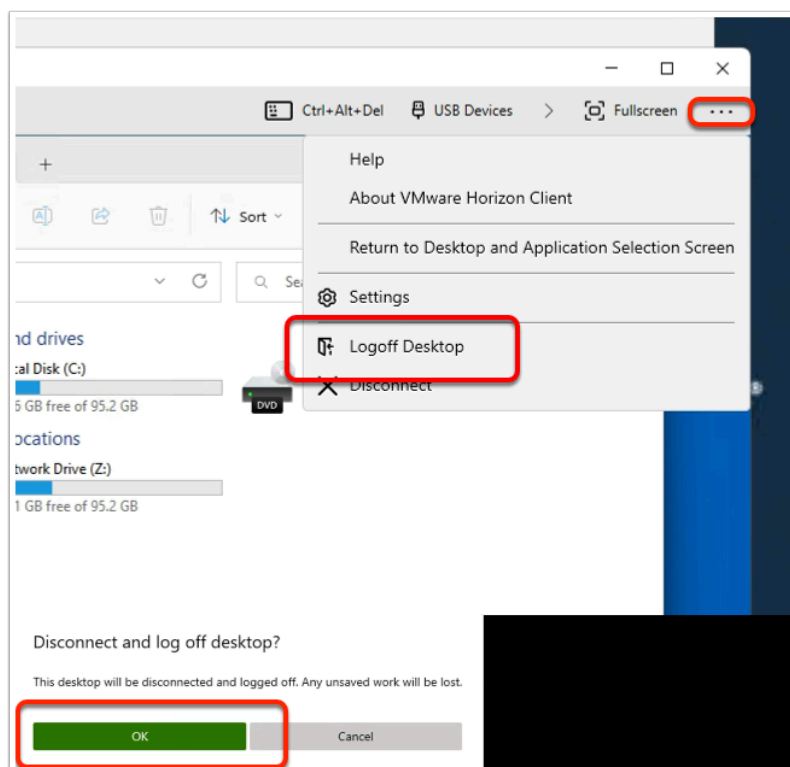 Ctrl+Alt+Del USB Devices > Fullscreen ...
+
Help
About VMware Horizon Client
Sort
Return to Desktop and Application Selection Screen
Settings
nd drives
Logoff Desktop
cal Disk (C:)
Disconnect
6 GB free of 95.2 GB
DVD
ocations
twork Drive (Z:)
1 GB free of 95.2 GB
Disconnect and log off desktop?
This desktop will be disconnected and logged off. Any unsaved work will be lost.
OK Cancel